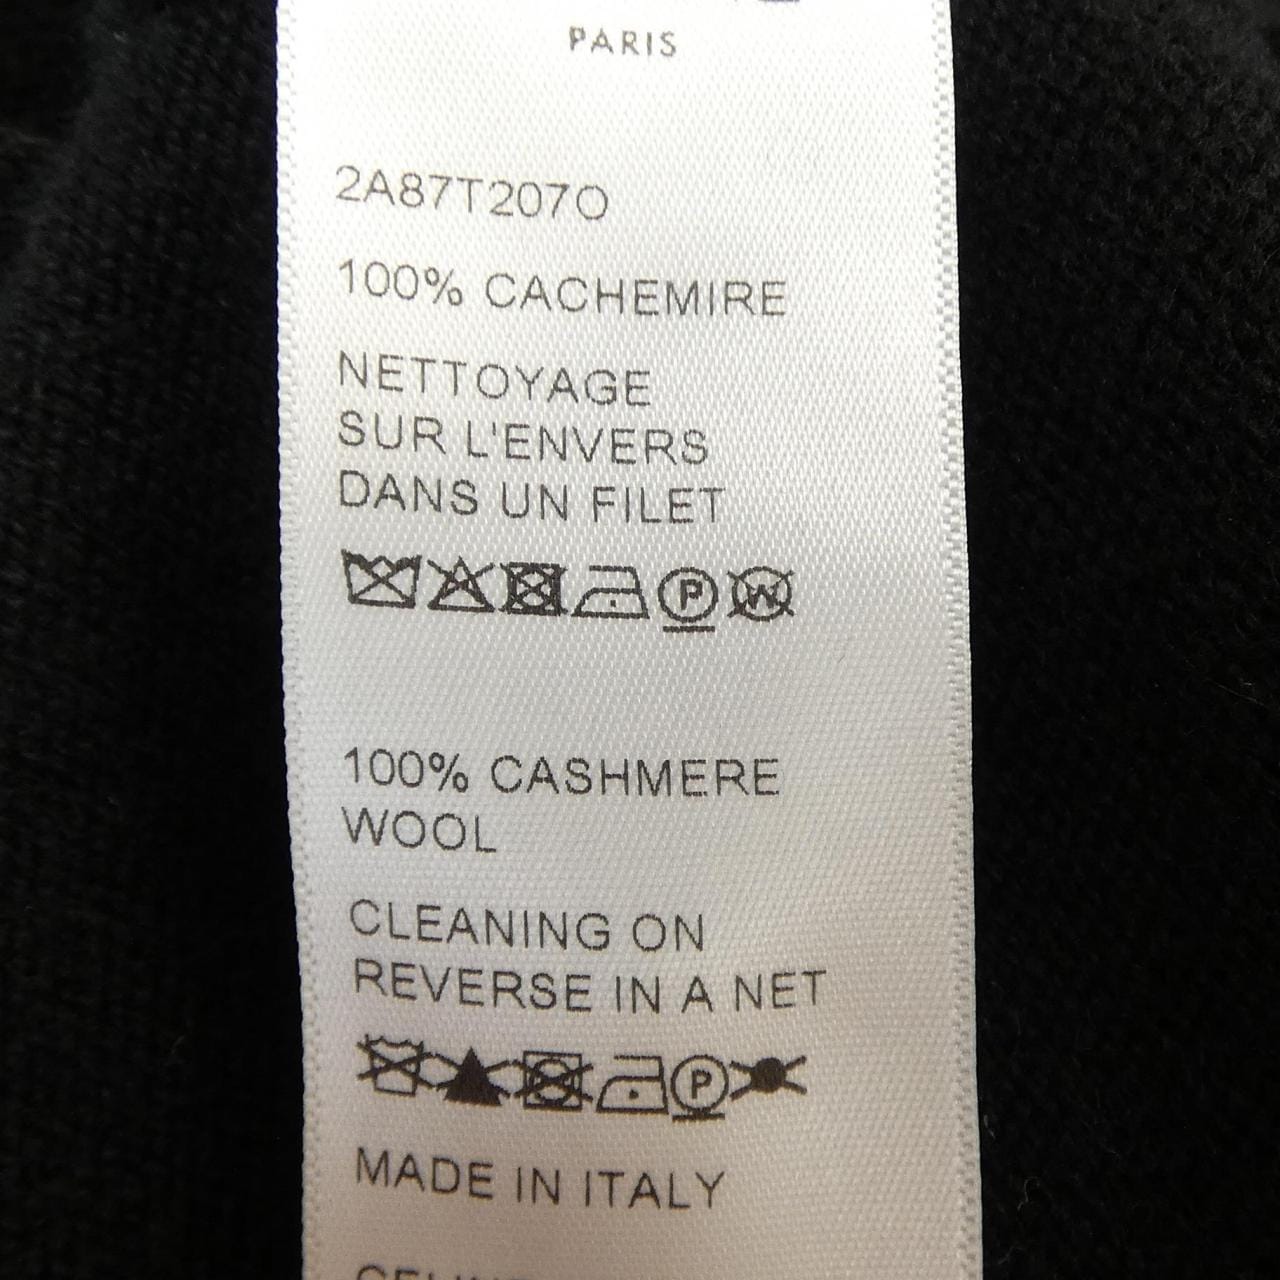 PARIS
2A87T207O
100% CACHEMIRE
NETTOYAGE
SUR L'ENVERS
DANS UN FILET
P W
100% CASHMERE
WOOL
CLEANING ON
REVERSE IN A NET
P
MADE IN ITALY